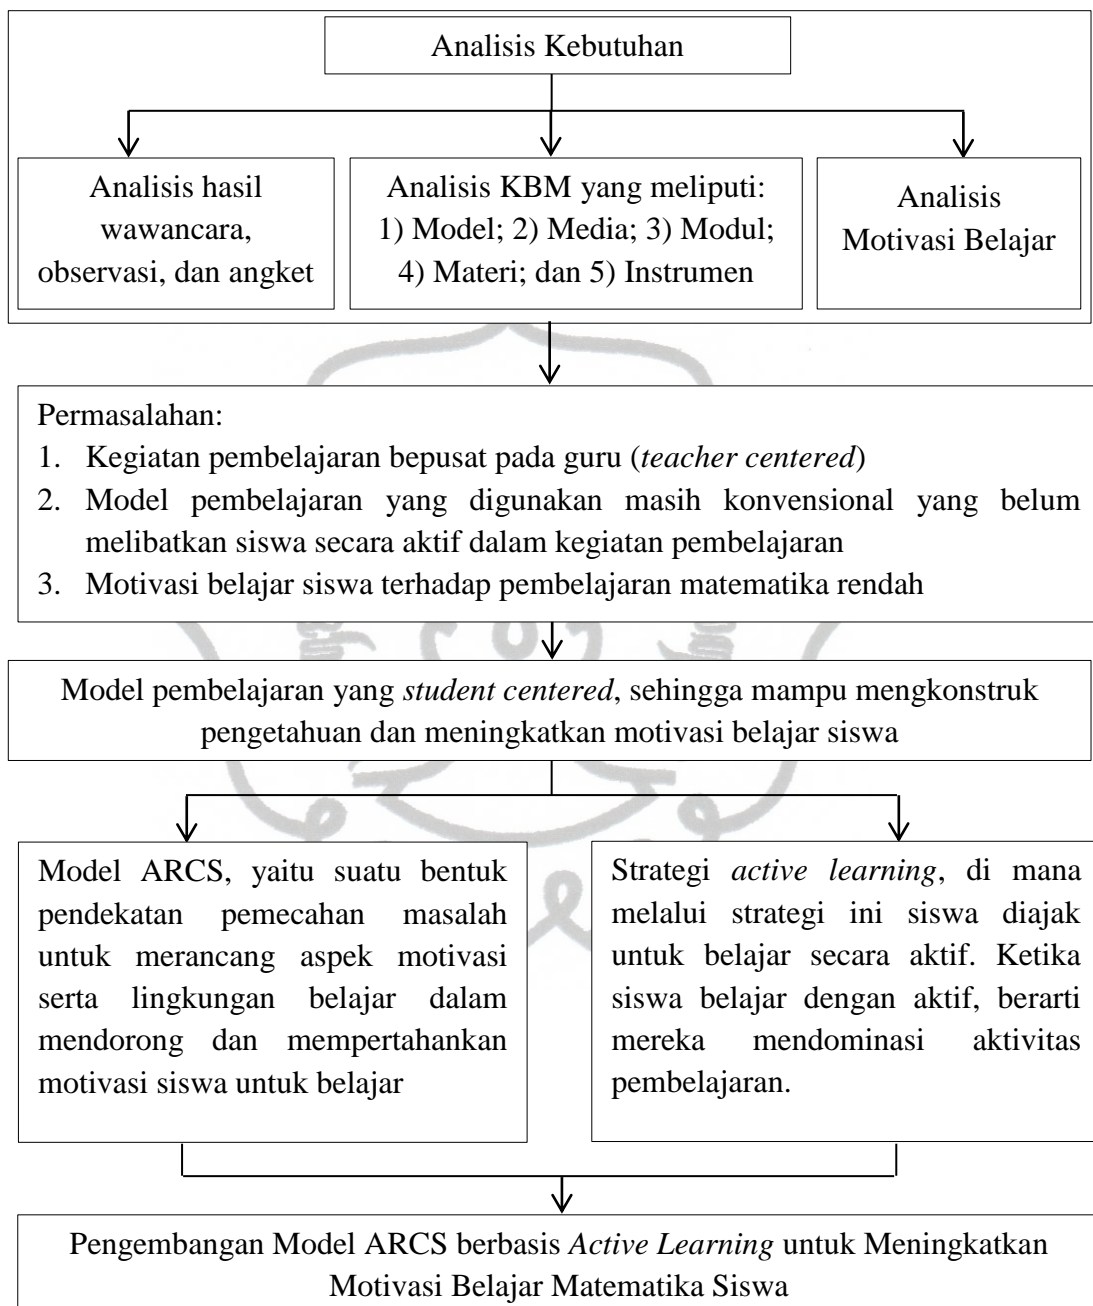 Analisis Kebutuhan
Analisis hasil
wawancara,
observasi, dan angket
Analisis KBM yang meliputi:
1) Model; 2) Media; 3) Modul;
4) Materi; dan 5) Instrumen
Analisis
Motivasi Belajar
Permasalahan:
1. Kegiatan pembelajaran bepusat pada guru (teacher centered)
2. Model pembelajaran yang digunakan masih konvensional yang belum
melibatkan siswa secara aktif dalam kegiatan pembelajaran
3. Motivasi belajar siswa terhadap pembelajaran matematika rendah
Model pembelajaran yang student centered, sehingga mampu mengkonstruk
pengetahuan dan meningkatkan motivasi belajar siswa
Model ARCS, yaitu suatu bentuk
pendekatan pemecahan masalah
untuk merancang aspek motivasi
serta lingkungan belajar dalam
mendorong dan mempertahankan
motivasi siswa untuk belajar
Strategi active learning, di mana
melalui strategi ini siswa diajak
untuk belajar secara aktif. Ketika
siswa belajar dengan aktif, berarti
mereka mendominasi aktivitas
pembelajaran.
Pengembangan Model ARCS berbasis Active Learning untuk Meningkatkan
Motivasi Belajar Matematika Siswa